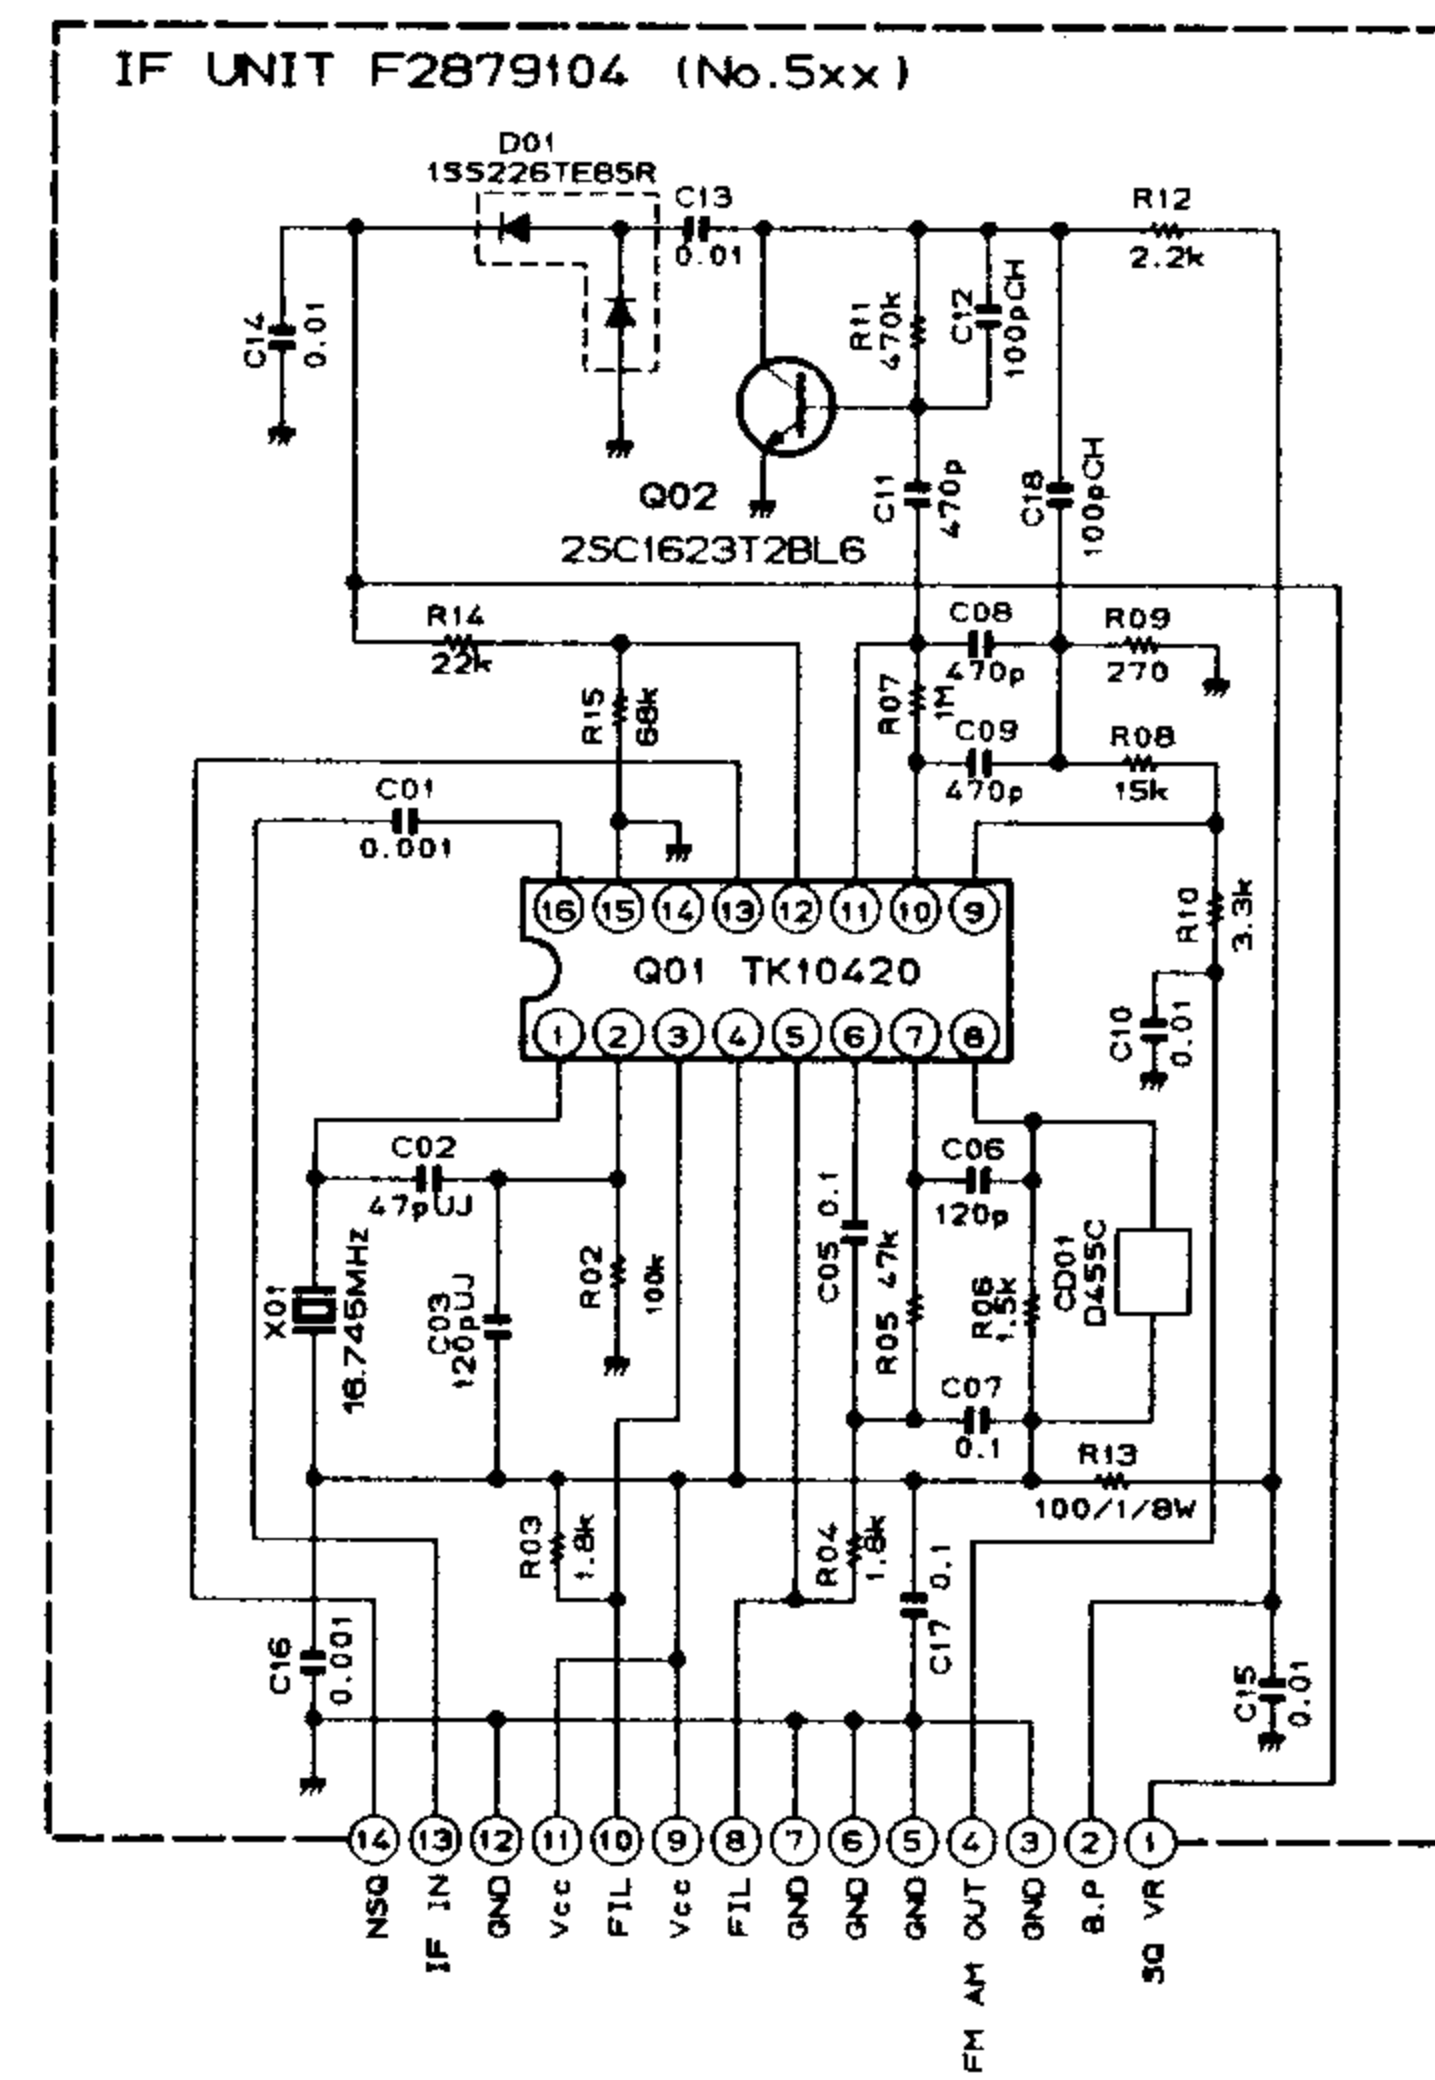 IF UNIT F2879104 (No.5xx)
D01
1SS226TE85R
C13
0.01
R12
2.2k
C14
0.01
R11
470k
C12
100pCH
Q02
2SC1623T2BL6
C11
470p
C18
100pCH
R14
22k
R15
68k
C08
470p
R09
270
R07
1M
C09
470p
R08
15k
C01
0.001
16 15 14 13 12 11 10 9
Q01 TK10420
1 2 3 4 5 6 7 8
R10
3.3k
C10
0.01
C02
47pUJ
C03
120pUJ
X01
16.745MHz
R02
100k
C05 0.1
R05 47k
C06
120p
R06
1.5k
CD01
D455C
C07
0.1
R13
100/1/8W
R03
1.8k
R04
1.8k
C17 0.1
C16
0.001
C15
0.01
14 13 12 11 10 9 8 7 6 5 4 3 2 1
NSQ
IF IN
GND
Vcc
FIL
Vcc
FIL
GND
GND
GND
FM AM OUT
GND
B.P
SQ VR